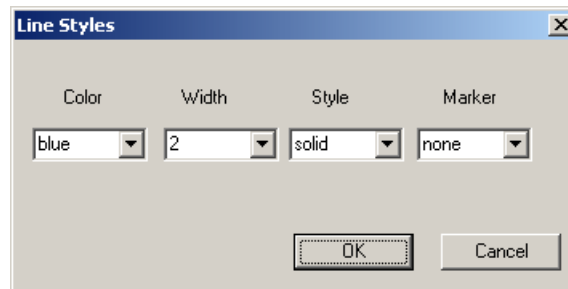 Line Styles
Color Width Style Marker
blue 2 solid none
OK Cancel